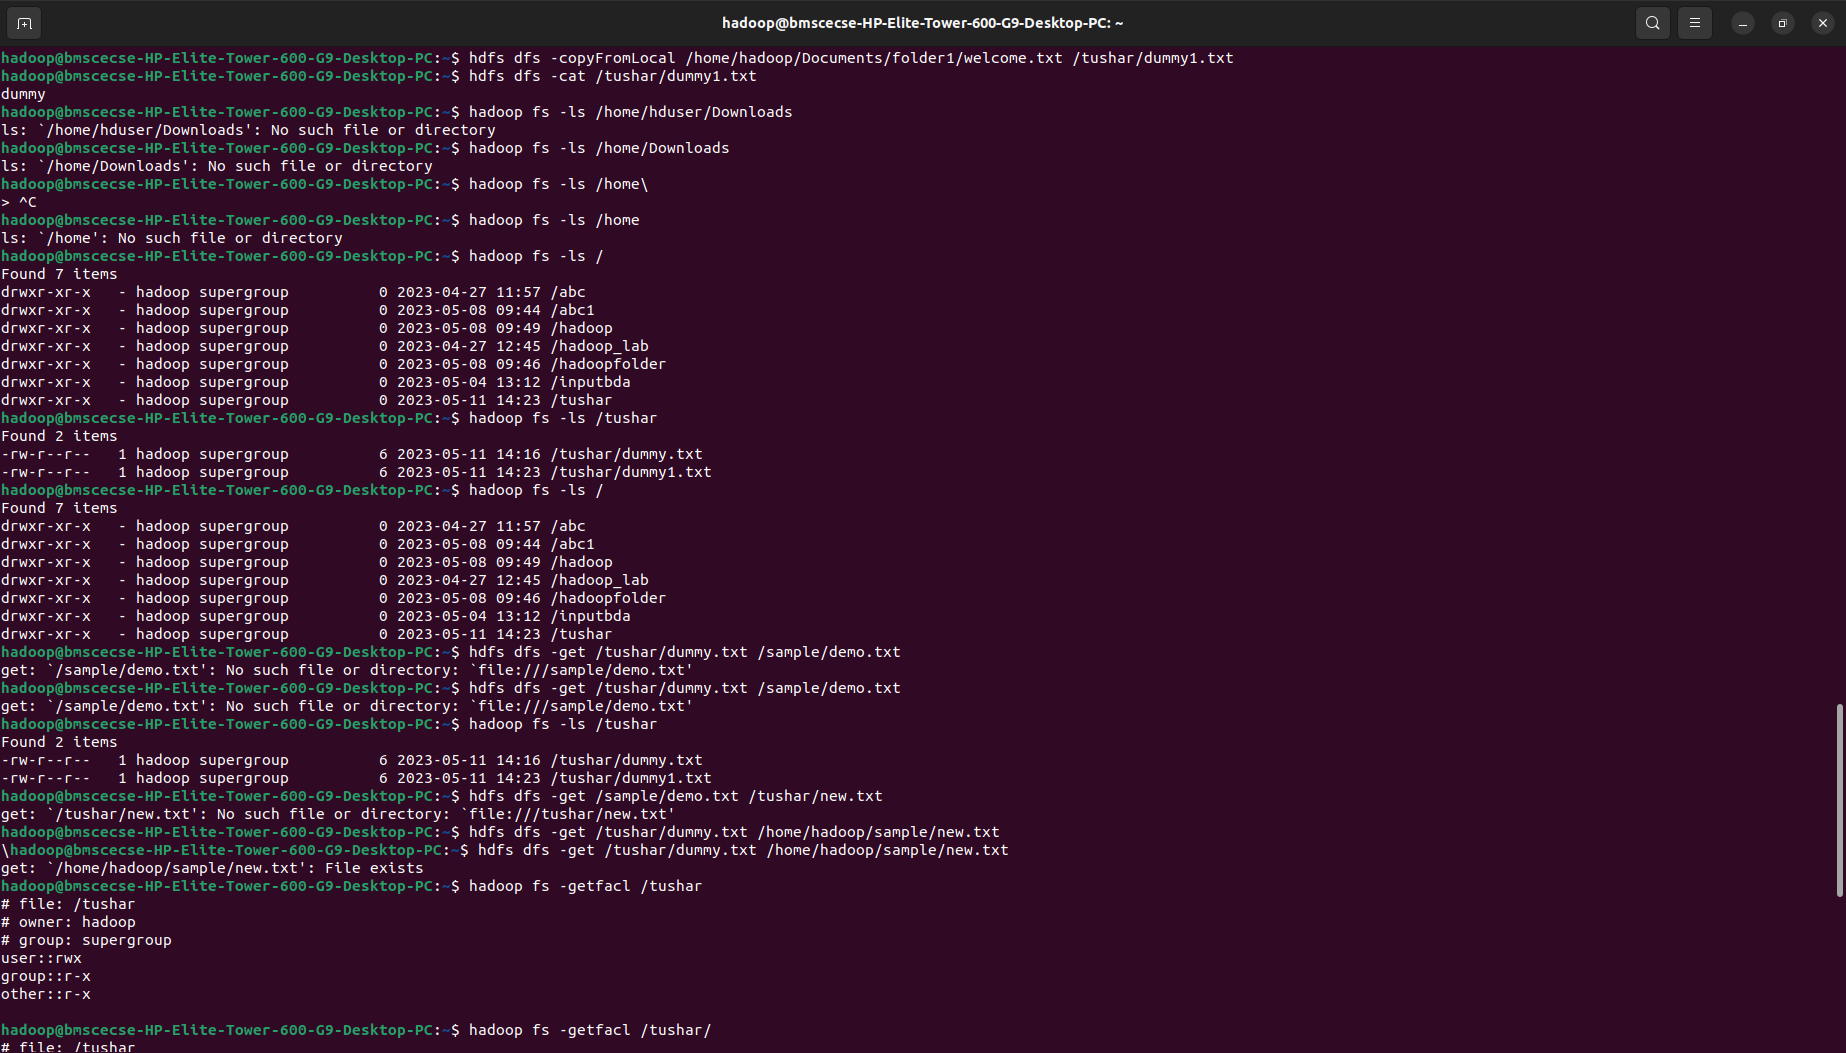 hadoop@bmscecse-HP-Elite-Tower-600-G9-Desktop-PC: ~
hadoop@bmscecse-HP-Elite-Tower-600-G9-Desktop-PC:~$ hdfs dfs -copyFromLocal /home/hadoop/Documents/folder1/welcome.txt /tushar/dummy1.txt
hadoop@bmscecse-HP-Elite-Tower-600-G9-Desktop-PC:~$ hdfs dfs -cat /tushar/dummy1.txt
dummy
hadoop@bmscecse-HP-Elite-Tower-600-G9-Desktop-PC:~$ hadoop fs -ls /home/hduser/Downloads
ls: `/home/hduser/Downloads': No such file or directory
hadoop@bmscecse-HP-Elite-Tower-600-G9-Desktop-PC:~$ hadoop fs -ls /home/Downloads
ls: `/home/Downloads': No such file or directory
hadoop@bmscecse-HP-Elite-Tower-600-G9-Desktop-PC:~$ hadoop fs -ls /home\
> ^C
hadoop@bmscecse-HP-Elite-Tower-600-G9-Desktop-PC:~$ hadoop fs -ls /home
ls: `/home': No such file or directory
hadoop@bmscecse-HP-Elite-Tower-600-G9-Desktop-PC:~$ hadoop fs -ls /
Found 7 items
drwxr-xr-x   - hadoop supergroup          0 2023-04-27 11:57 /abc
drwxr-xr-x   - hadoop supergroup          0 2023-05-08 09:44 /abc1
drwxr-xr-x   - hadoop supergroup          0 2023-05-08 09:49 /hadoop
drwxr-xr-x   - hadoop supergroup          0 2023-04-27 12:45 /hadoop_lab
drwxr-xr-x   - hadoop supergroup          0 2023-05-08 09:46 /hadoopfolder
drwxr-xr-x   - hadoop supergroup          0 2023-05-04 13:12 /inputbda
drwxr-xr-x   - hadoop supergroup          0 2023-05-11 14:23 /tushar
hadoop@bmscecse-HP-Elite-Tower-600-G9-Desktop-PC:~$ hadoop fs -ls /tushar
Found 2 items
-rw-r--r--   1 hadoop supergroup          6 2023-05-11 14:16 /tushar/dummy.txt
-rw-r--r--   1 hadoop supergroup          6 2023-05-11 14:23 /tushar/dummy1.txt
hadoop@bmscecse-HP-Elite-Tower-600-G9-Desktop-PC:~$ hadoop fs -ls /
Found 7 items
drwxr-xr-x   - hadoop supergroup          0 2023-04-27 11:57 /abc
drwxr-xr-x   - hadoop supergroup          0 2023-05-08 09:44 /abc1
drwxr-xr-x   - hadoop supergroup          0 2023-05-08 09:49 /hadoop
drwxr-xr-x   - hadoop supergroup          0 2023-04-27 12:45 /hadoop_lab
drwxr-xr-x   - hadoop supergroup          0 2023-05-08 09:46 /hadoopfolder
drwxr-xr-x   - hadoop supergroup          0 2023-05-04 13:12 /inputbda
drwxr-xr-x   - hadoop supergroup          0 2023-05-11 14:23 /tushar
hadoop@bmscecse-HP-Elite-Tower-600-G9-Desktop-PC:~$ hdfs dfs -get /tushar/dummy.txt /sample/demo.txt
get: `/sample/demo.txt': No such file or directory: `file:///sample/demo.txt'
hadoop@bmscecse-HP-Elite-Tower-600-G9-Desktop-PC:~$ hdfs dfs -get /tushar/dummy.txt /sample/demo.txt
get: `/sample/demo.txt': No such file or directory: `file:///sample/demo.txt'
hadoop@bmscecse-HP-Elite-Tower-600-G9-Desktop-PC:~$ hadoop fs -ls /tushar
Found 2 items
-rw-r--r--   1 hadoop supergroup          6 2023-05-11 14:16 /tushar/dummy.txt
-rw-r--r--   1 hadoop supergroup          6 2023-05-11 14:23 /tushar/dummy1.txt
hadoop@bmscecse-HP-Elite-Tower-600-G9-Desktop-PC:~$ hdfs dfs -get /sample/demo.txt /tushar/new.txt
get: `/tushar/new.txt': No such file or directory: `file:///tushar/new.txt'
hadoop@bmscecse-HP-Elite-Tower-600-G9-Desktop-PC:~$ hdfs dfs -get /tushar/dummy.txt /home/hadoop/sample/new.txt
\hadoop@bmscecse-HP-Elite-Tower-600-G9-Desktop-PC:~$ hdfs dfs -get /tushar/dummy.txt /home/hadoop/sample/new.txt
get: `/home/hadoop/sample/new.txt': File exists
hadoop@bmscecse-HP-Elite-Tower-600-G9-Desktop-PC:~$ hadoop fs -getfacl /tushar
# file: /tushar
# owner: hadoop
# group: supergroup
user::rwx
group::r-x
other::r-x
hadoop@bmscecse-HP-Elite-Tower-600-G9-Desktop-PC:~$ hadoop fs -getfacl /tushar/
# file: /tushar